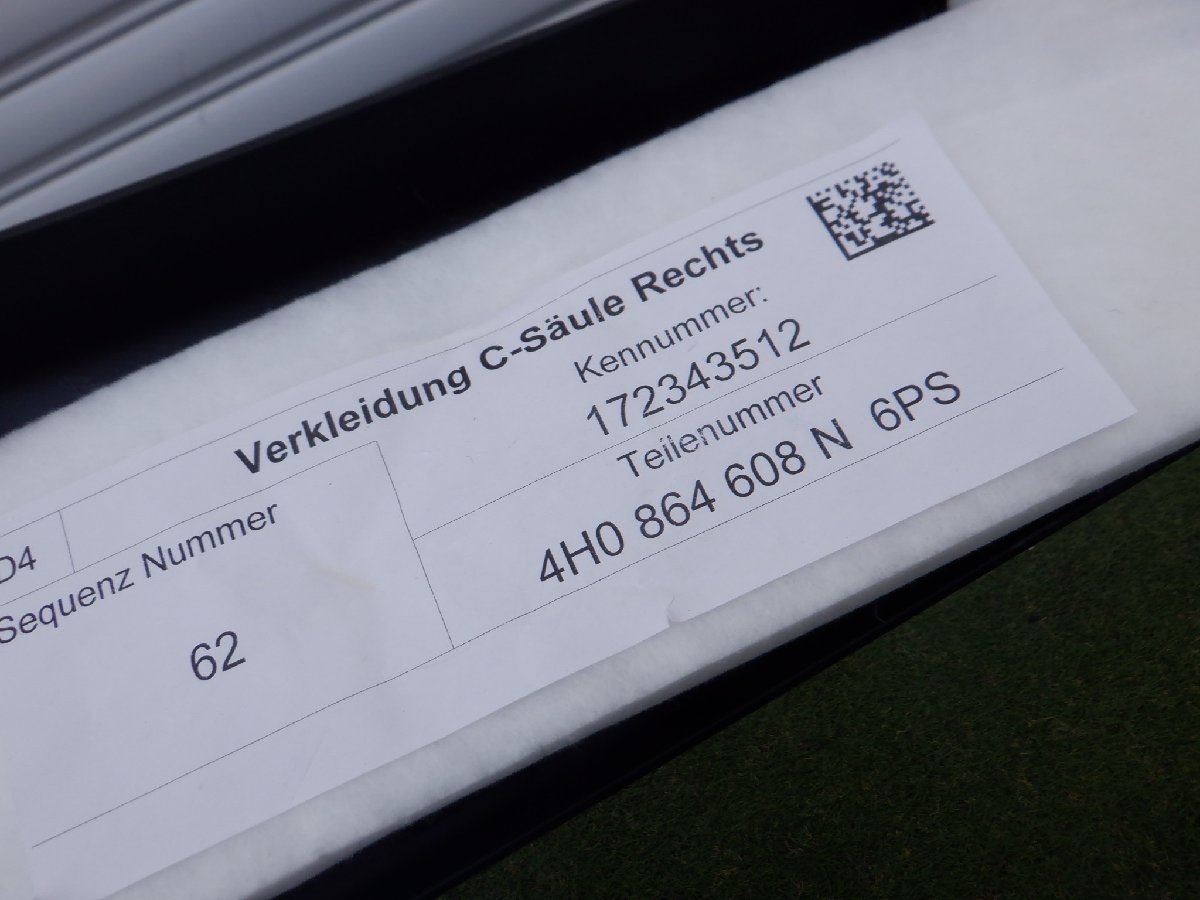 Verkleidung C-Säule Rechts
D4
Sequenz Nummer
62
Kennummer:
172343512
Teilenummer
4H0 864 608 N 6PS